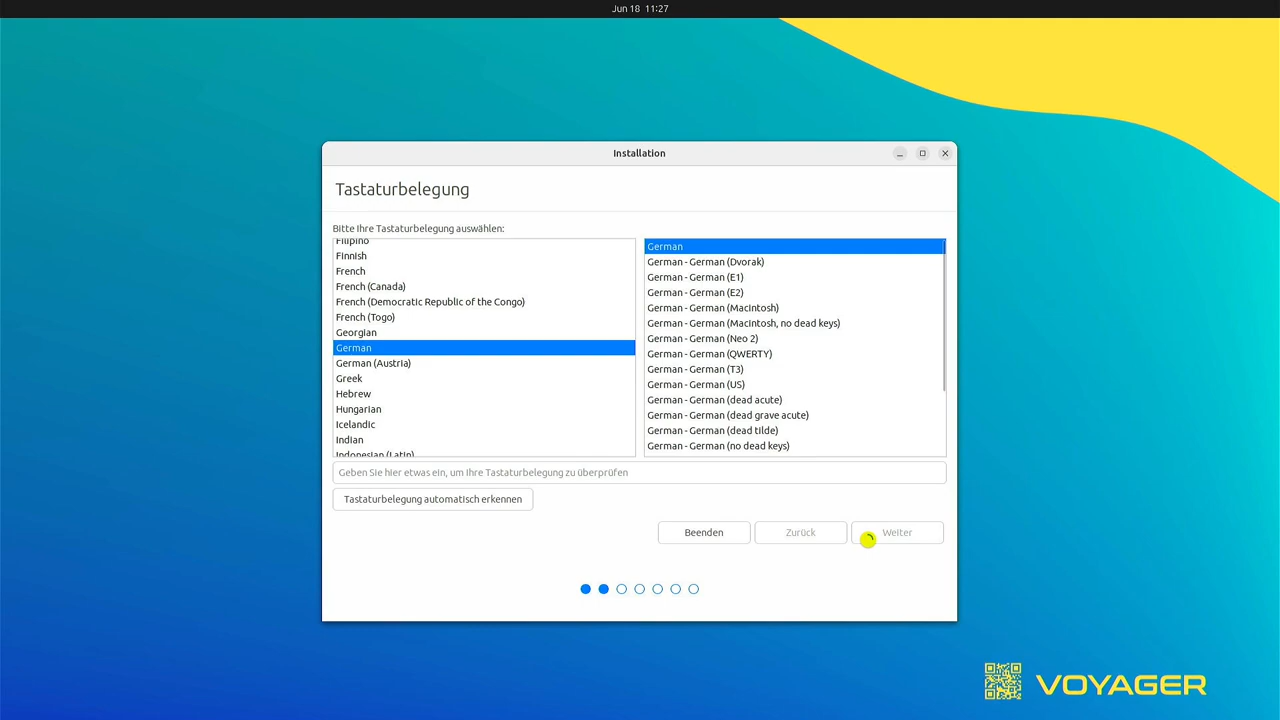 Jun 18 11:27
Installation
Tastaturbelegung
Bitte Ihre Tastaturbelegung auswählen:
Filipino
Finnish
French
French (Canada)
French (Democratic Republic of the Congo)
French (Togo)
Georgian
German
German (Austria)
Greek
Hebrew
Hungarian
Icelandic
Indian
Indonesian (Latin)
German
German - German (Dvorak)
German - German (E1)
German - German (E2)
German - German (Macintosh)
German - German (Macintosh, no dead keys)
German - German (Neo 2)
German - German (QWERTY)
German - German (T3)
German - German (US)
German - German (dead acute)
German - German (dead grave acute)
German - German (dead tilde)
German - German (no dead keys)
Geben Sie hier etwas ein, um Ihre Tastaturbelegung zu überprüfen
Tastaturbelegung automatisch erkennen
Beenden
Zurück
Weiter
VOYAGER